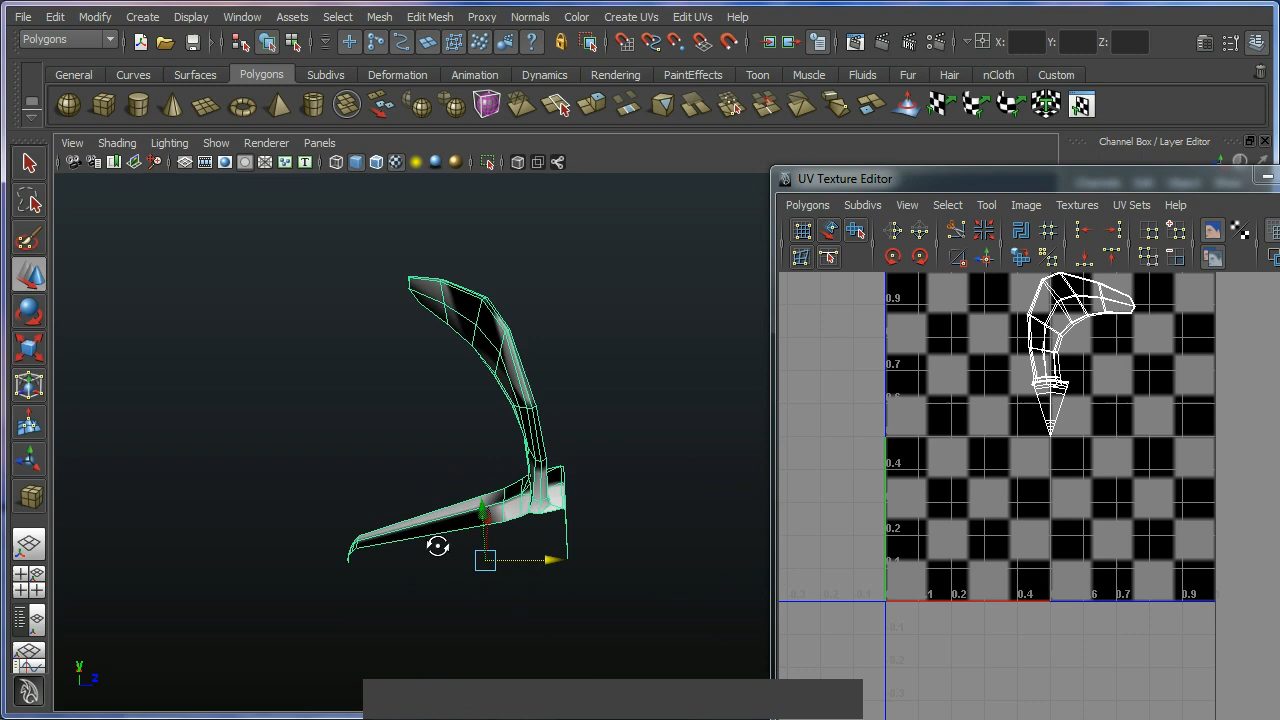 File Edit Modify Create Display Window Assets Select Mesh Edit Mesh Proxy Normals Color Create UVs Edit UVs Help
Polygons X: Y: Z:
General Curves Surfaces Polygons Subdivs Deformation Animation Dynamics Rendering PaintEffects Toon Muscle Fluids Fur Hair nCloth Custom
View Shading Lighting Show Renderer Panels
Channel Box / Layer Editor
UV Texture Editor
Polygons Subdivs View Select Tool Image Textures UV Sets Help
0.9
0.7
0.4
0.2
0.2 0.4 0.7 0.9
y
z